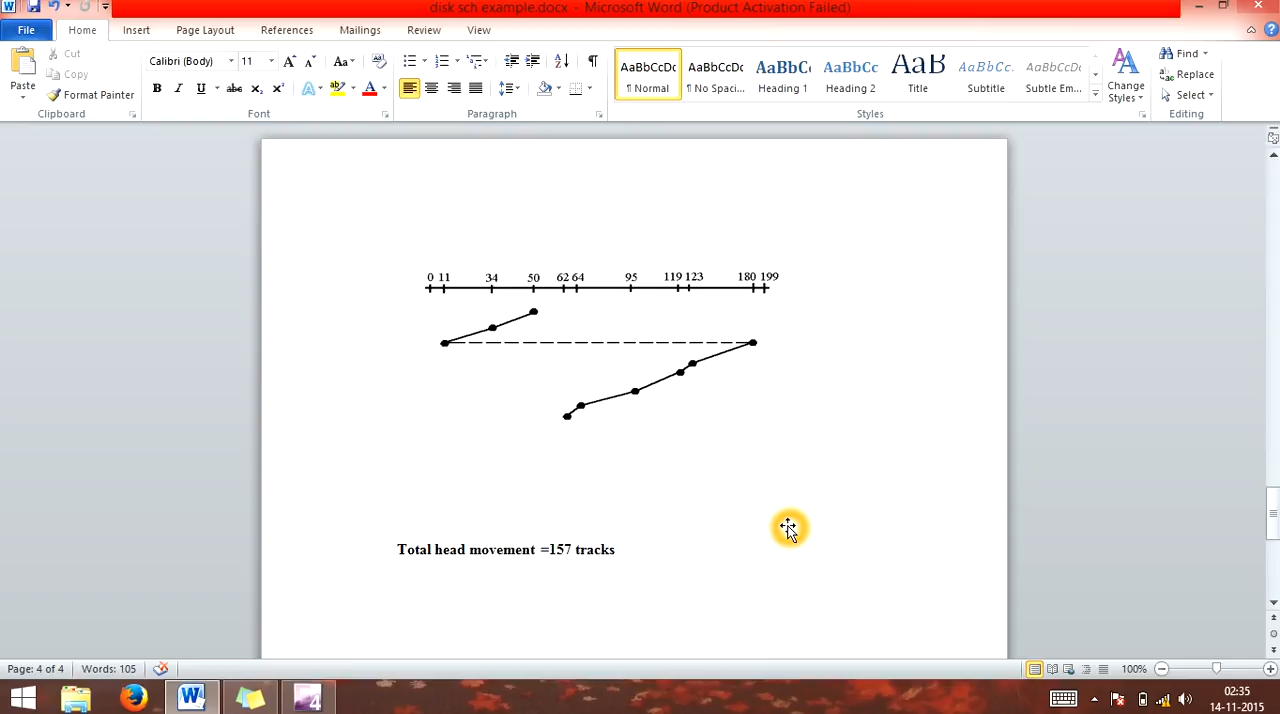 disk sch example.docx - Microsoft Word (Product Activation Failed)
File Home Insert Page Layout References Mailings Review View
Paste
Cut
Copy
Format Painter
Clipboard
Calibri (Body) 11
Font
Paragraph
AaBbCcDc AaBbCcDc AaBbC AaBbCc AaB AaBbCc. AaBbCcDc
¶ Normal ¶ No Spaci... Heading 1 Heading 2 Title Subtitle Subtle Em...
Change
Styles
Styles
Find
Replace
Select
Editing
0 11 34 50 62 64 95 119 123 180 199
Total head movement =157 tracks
Page: 4 of 4 Words: 105 100%
02:35
14-11-2015